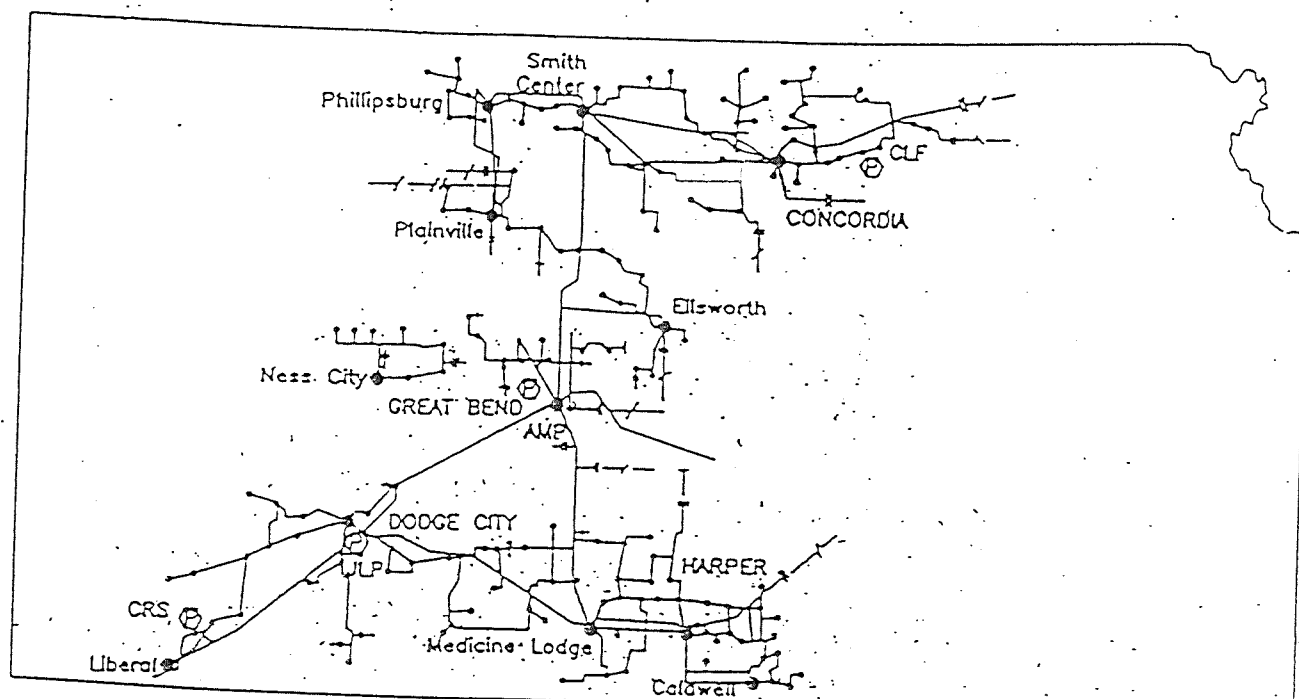 Smith
Center
Phillipsburg
CLF
P
CONCORDIA
Plainville
Ellsworth
Ness City
P
GREAT BEND
AMP
DODGE CITY
P
HARPER
CRS
P
Medicine Lodge
Liberal
Caldwell